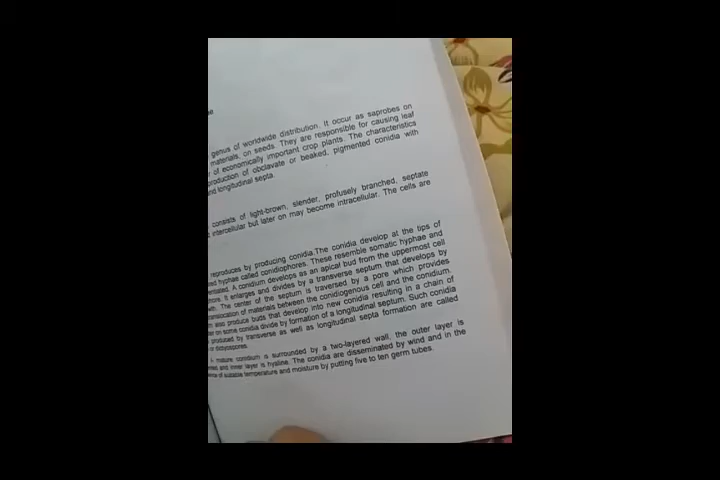 genus of worldwide distribution. It occur as saprobes on
materials, on seeds. They are responsible for causing leaf
of economically important crop plants. The characteristics
production of obclavate or beaked, pigmented conidia with
longitudinal septa.
consists of light-brown, slender, profusely branched, septate
intercellular but later on may become intracellular. The cells are
reproduces by producing conidia.The conidia develop at the tips of
hyphae called conidiophores. These resemble somatic hyphae and
A conidium develops as an apical bud from the uppermost cell
It enlarges and divides by a transverse septum that develops by
The center of the septum is traversed by a pore which provides
translocation of materials between the conidiogenous cell and the conidium.
also produce buds that develop into new conidia resulting in a chain of
on some conidia divide by formation of a longitudinal septum. Such conidia
produced by transverse as well as longitudinal septa formation are called
or dictyospores.
A mature conidium is surrounded by a two-layered wall, the outer layer is
and inner layer is hyaline. The conidia are disseminated by wind and in the
of suitable temperature and moisture by putting five to ten germ tubes.